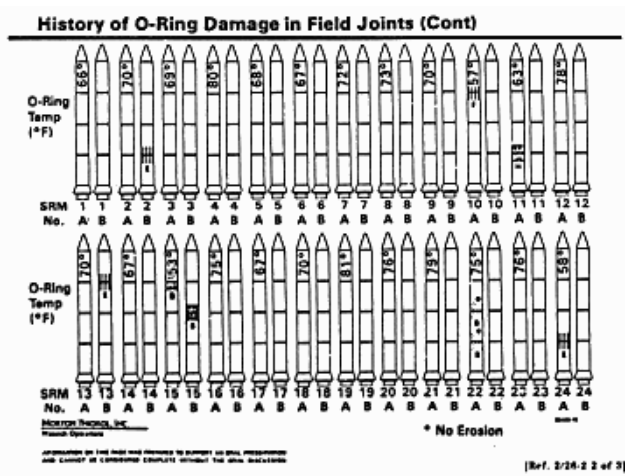 History of O-Ring Damage in Field Joints (Cont)
O-Ring
Temp
(°F)
66° 70° 69° 80° 68° 67° 72° 73° 70° 57° 63° 78°
SRM 1 1 2 2 3 3 4 4 5 5 6 6 7 7 8 8 9 9 10 10 11 11 12 12
No. A B A B A B A B A B A B A B A B A B A B A B A B
O-Ring
Temp
(°F)
70° 67° 53° 75° 67° 70° 81° 76° 79° 75° 76° 58°
SRM 13 13 14 14 15 15 16 16 17 17 18 18 19 19 20 20 21 21 22 22 23 23 24 24
No. A B A B A B A B A B A B A B A B A B A B A B A B
MORTON THIOKOL, INC.
Wasatch Operations
* No Erosion
INFORMATION ON THIS PAGE WAS PREPARED TO SUPPORT AN ORAL PRESENTATION
AND CANNOT BE CONSIDERED COMPLETE WITHOUT THE ORAL DISCUSSION
[Ref. 2/26-2 2 of 3]